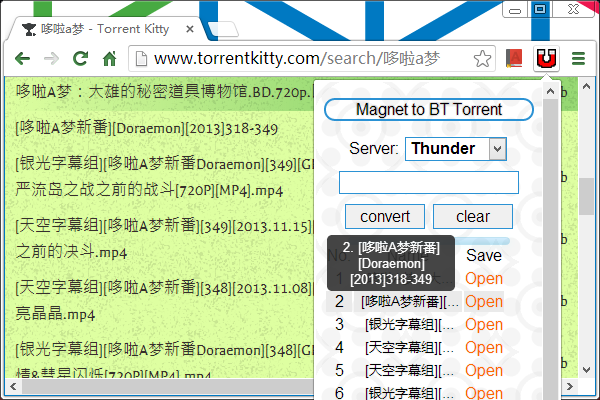 哆啦a梦 - Torrent Kitty
www.torrentkitty.com/search/哆啦a梦
哆啦A梦：大雄的秘密道具博物馆.BD.720p.
[哆啦A梦新番][Doraemon][2013]318-349
[银光字幕组][哆啦A梦新番Doraemon][349][G
严流岛之战之前的战斗[720P][MP4].mp4
[天空字幕组][哆啦A梦新番][349][2013.11.15]
之前的决斗.mp4
[天空字幕组][哆啦A梦新番][348][2013.11.08]
亮晶晶.mp4
[银光字幕组][哆啦A梦新番Doraemon][348][G
情&彗星闪烁[720P][MP4].mp4
b
b
b
b
b
Magnet to BT Torrent
Server: Thunder
convert clear
2. [哆啦A梦新番]
[Doraemon]
[2013]318-349
No Save
1 Open
2 [哆啦A梦新番][... Open
3 [银光字幕组][... Open
4 [天空字幕组][... Open
5 [天空字幕组][... Open
6 [银光字幕组][... Open